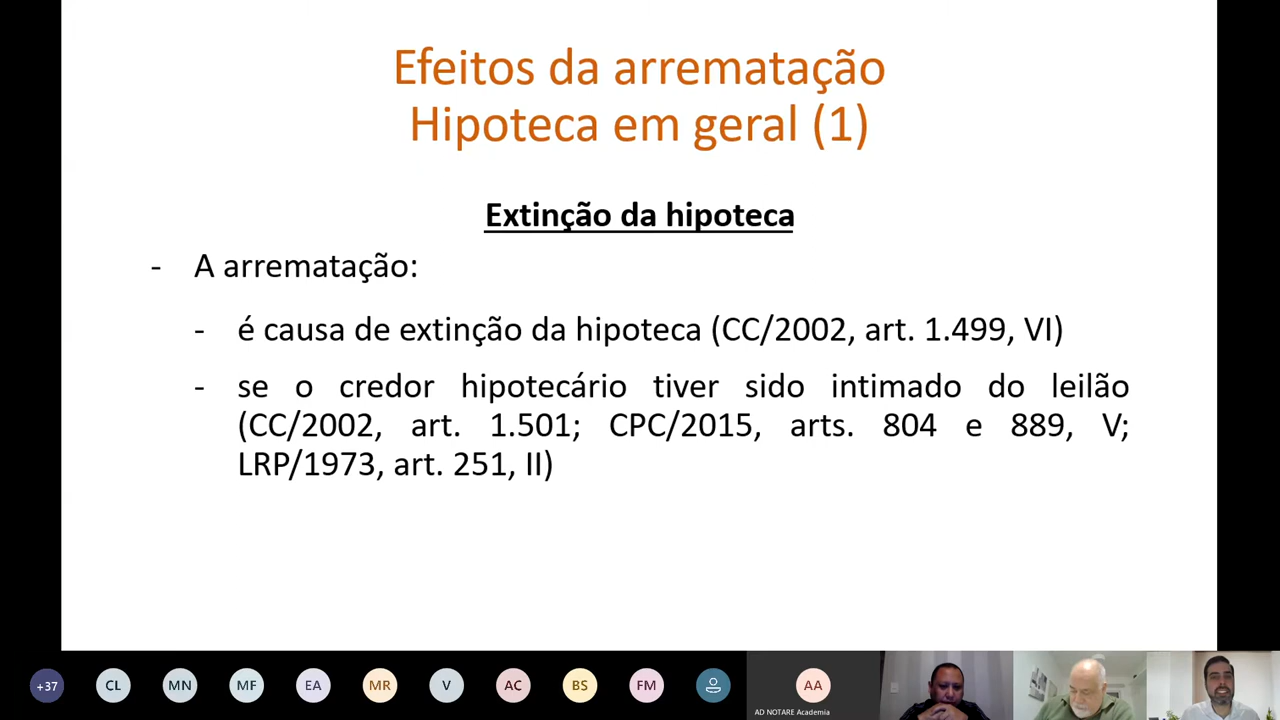 Efeitos da arrematação
Hipoteca em geral (1)
Extinção da hipoteca
- A arrematação:
- é causa de extinção da hipoteca (CC/2002, art. 1.499, VI)
- se o credor hipotecário tiver sido intimado do leilão
(CC/2002, art. 1.501; CPC/2015, arts. 804 e 889, V;
LRP/1973, art. 251, II)
+37 CL MN MF EA MR V AC BS FM AA
AD NOTARE Academia